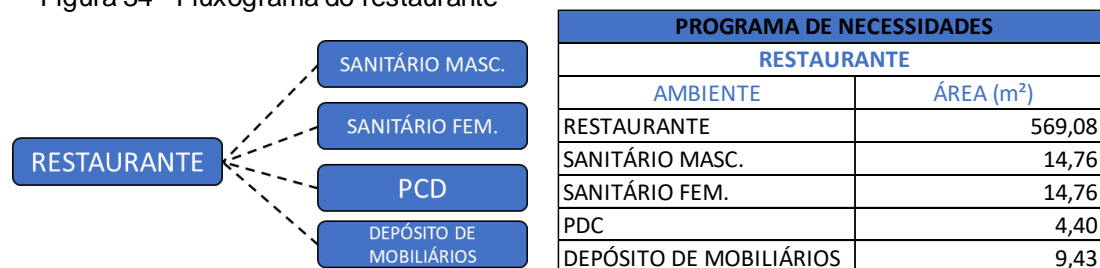 Figura 34 - Fluxograma do restaurante
RESTAURANTE
SANITÁRIO MASC.
SANITÁRIO FEM.
PCD
DEPÓSITO DE
MOBILIÁRIOS
PROGRAMA DE NECESSIDADES
RESTAURANTE
AMBIENTE ÁREA (m²)
RESTAURANTE 569,08
SANITÁRIO MASC. 14,76
SANITÁRIO FEM. 14,76
PDC 4,40
DEPÓSITO DE MOBILIÁRIOS 9,43